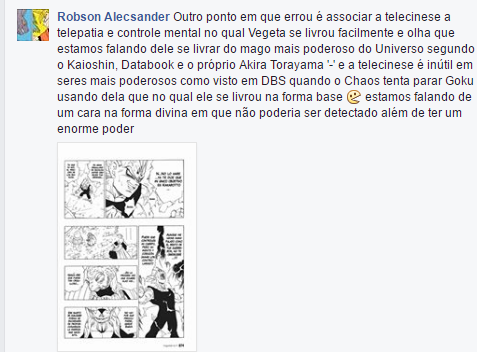 Robson Alecsander Outro ponto em que errou é associar a telecinese a
telepatia e controle mental no qual Vegeta se livrou facilmente e olha que
estamos falando dele se livrar do mago mais poderoso do Universo segundo
o Kaioshin, Databook e o próprio Akira Torayama '-' e a telecinese é inútil em
seres mais poderosos como visto em DBS quando o Chaos tenta parar Goku
usando dela que no qual ele se livrou na forma base estamos falando de
um cara na forma divina em que não poderia ser detectado além de ter um
enorme poder